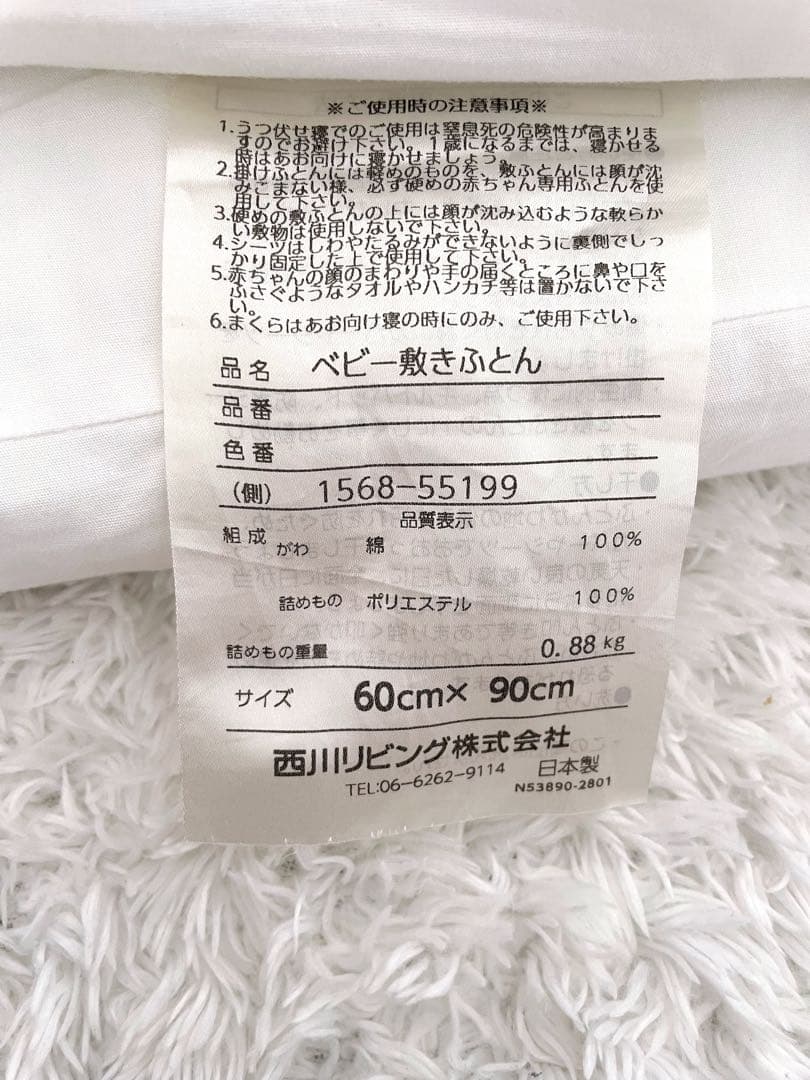 ※ご使用時の注意事項※
1.うつ伏せ寝でのご使用は窒息死の危険性が高まりま
すのでお避け下さい。1歳になるまでは、寝かせる
時はあお向けに寝かせましょう。
2.掛けふとんには軽めのものを、敷ふとんには顔が沈
みこまない様、必ず硬めの赤ちゃん専用ふとんを使
用して下さい。
3.硬めの敷ふとんの上には顔が沈み込むような軟らか
い敷物は使用しないで下さい。
4.シーツはしわやたるみができないように裏側でしっ
かり固定した上で使用して下さい。
5.赤ちゃんの顔のまわりや手の届くところに鼻や口を
ふさぐようなタオルやハンカチ等は置かないで下さ
い。
6.まくらはあお向け寝の時にのみ、ご使用下さい。
品名 ベビー敷きふとん
品番
色番
(側) 1568-55199
品質表示
組成 がわ 綿 100%
詰めもの ポリエステル 100%
詰めもの重量 0.88kg
サイズ 60cm× 90cm
西川リビング株式会社
TEL:06-6262-9114 日本製
N53890-2801